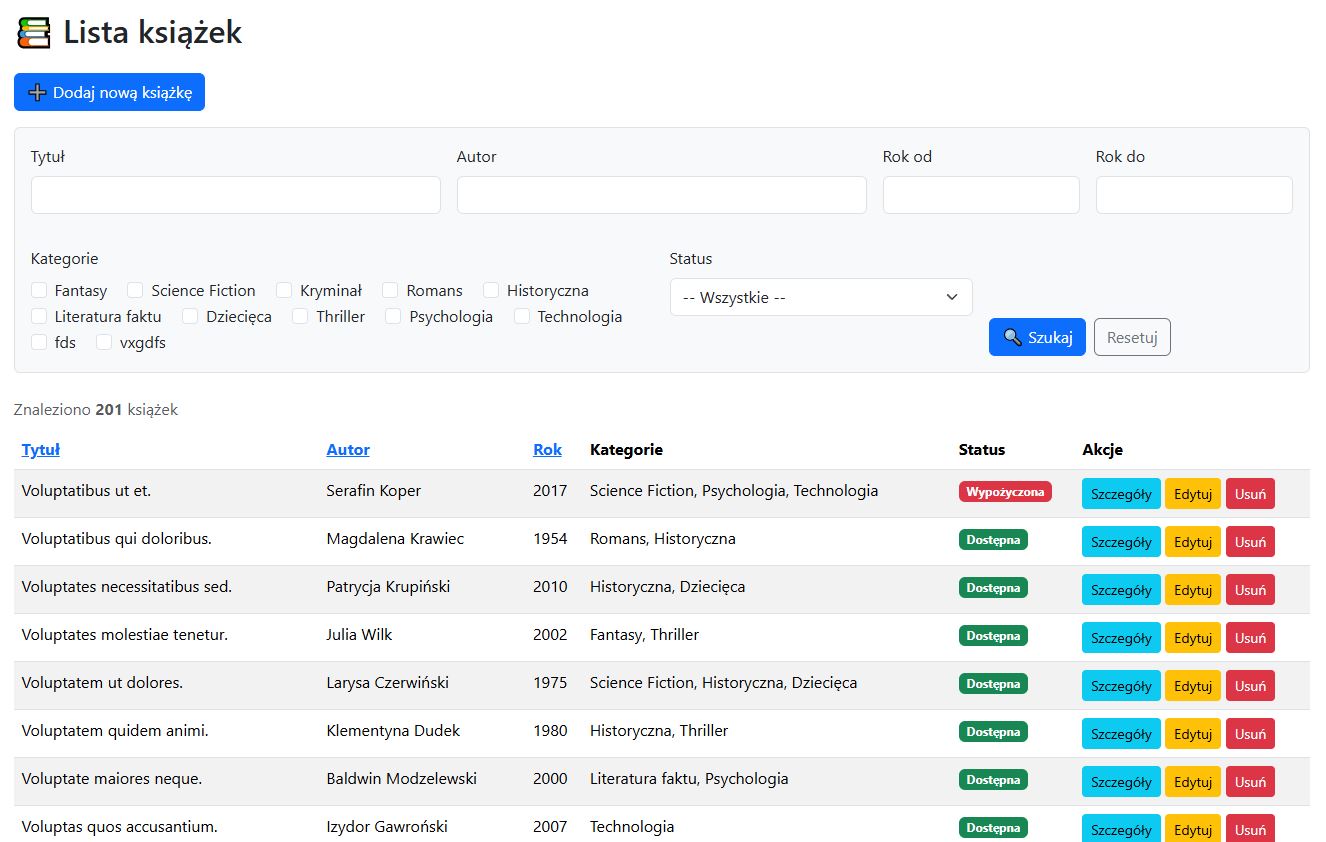 Lista książek
Dodaj nową książkę
Tytuł Autor Rok od Rok do
Kategorie Status
Fantasy Science Fiction Kryminał Romans Historyczna
-- Wszystkie --
Literatura faktu Dziecięca Thriller Psychologia Technologia
Szukaj Resetuj
fds vxgdfs
Znaleziono 201 książek
Tytuł Autor Rok Kategorie Status Akcje
Voluptatibus ut et. Serafin Koper 2017 Science Fiction, Psychologia, Technologia Wypożyczona Szczegóły Edytuj Usuń
Voluptatibus qui doloribus. Magdalena Krawiec 1954 Romans, Historyczna Dostępna Szczegóły Edytuj Usuń
Voluptates necessitatibus sed. Patrycja Krupiński 2010 Historyczna, Dziecięca Dostępna Szczegóły Edytuj Usuń
Voluptates molestiae tenetur. Julia Wilk 2002 Fantasy, Thriller Dostępna Szczegóły Edytuj Usuń
Voluptatem ut dolores. Larysa Czerwiński 1975 Science Fiction, Historyczna, Dziecięca Dostępna Szczegóły Edytuj Usuń
Voluptatem quidem animi. Klementyna Dudek 1980 Historyczna, Thriller Dostępna Szczegóły Edytuj Usuń
Voluptate maiores neque. Baldwin Modzelewski 2000 Literatura faktu, Psychologia Dostępna Szczegóły Edytuj Usuń
Voluptas quos accusantium. Izydor Gawroński 2007 Technologia Dostępna Szczegóły Edytuj Usuń